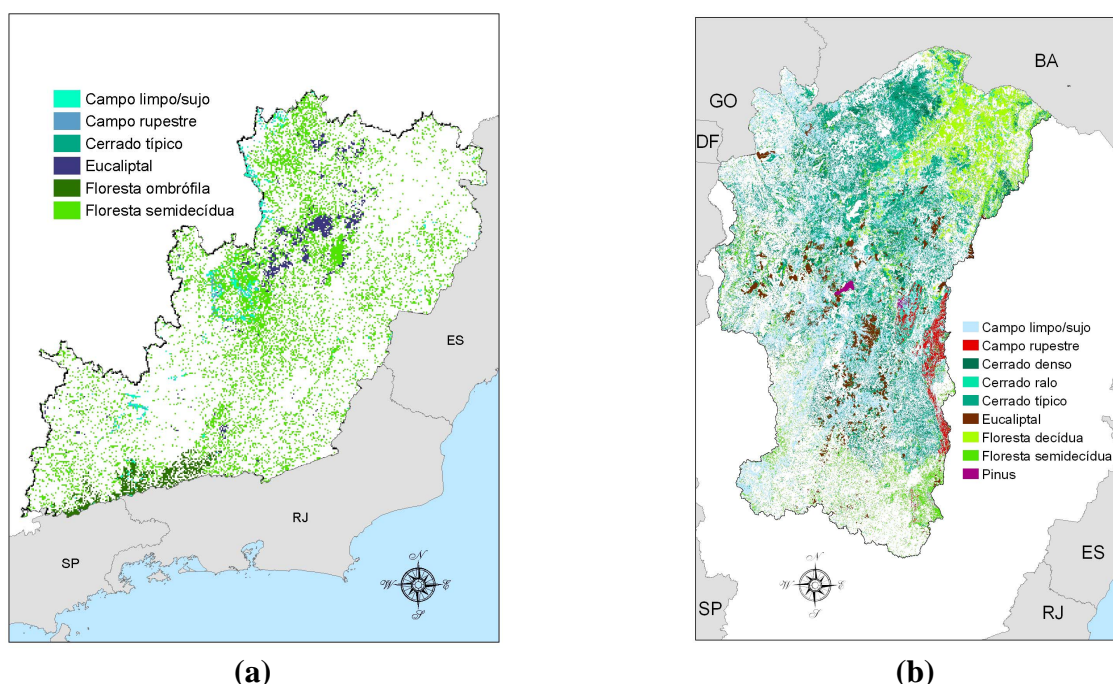 Campo limpo/sujo
Campo rupestre
Cerrado típico
Eucaliptal
Floresta ombrófila
Floresta semidecídua
ES
RJ
SP
N
W
E
S
(a)
BA
GO
DF
Campo limpo/sujo
Campo rupestre
Cerrado denso
Cerrado ralo
Cerrado típico
Eucaliptal
Floresta decídua
Floresta semidecídua
Pinus
ES
RJ
SP
N
W
E
S
(b)